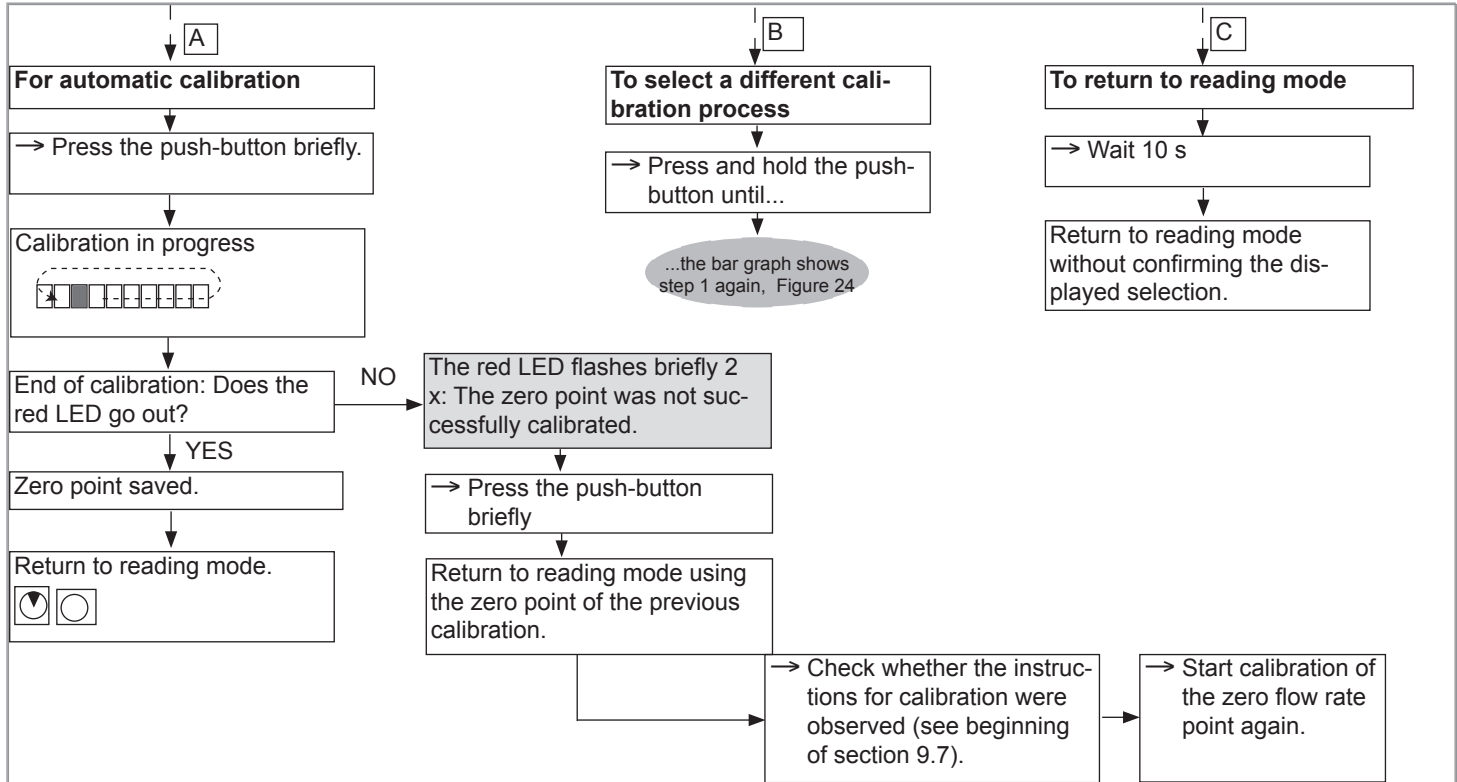 A
For automatic calibration
→ Press the push-button briefly.
Calibration in progress
End of calibration: Does the
red LED go out?
NO
YES
Zero point saved.
Return to reading mode.
The red LED flashes briefly 2
x: The zero point was not suc-
cessfully calibrated.
→ Press the push-button
briefly
Return to reading mode using
the zero point of the previous
calibration.
→ Check whether the instruc-
tions for calibration were
observed (see beginning
of section 9.7).
→ Start calibration of
the zero flow rate
point again.
B
To select a different cali-
bration process
→ Press and hold the push-
button until...
...the bar graph shows
step 1 again, Figure 24
C
To return to reading mode
→ Wait 10 s
Return to reading mode
without confirming the dis-
played selection.